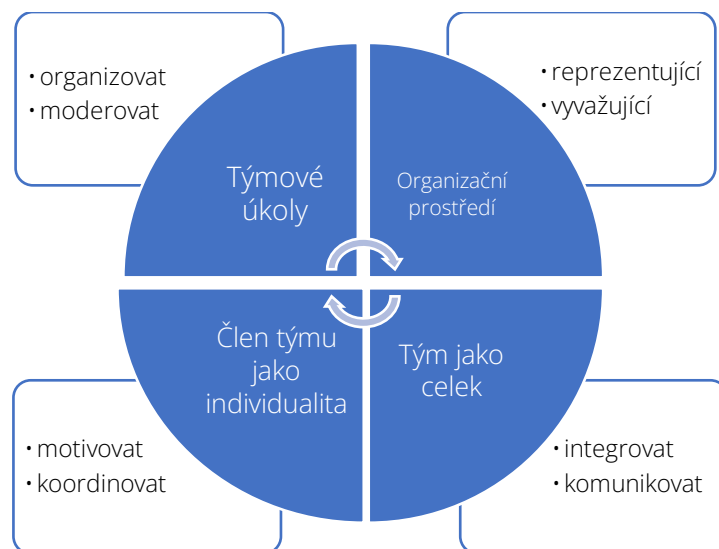 • organizovat
• moderovat
• reprezentující
• vyvažující
Týmové
úkoly
Organizační
prostředí
Člen týmu
jako
individualita
Tým jako
celek
• motivovat
• koordinovat
• integrovat
• komunikovat